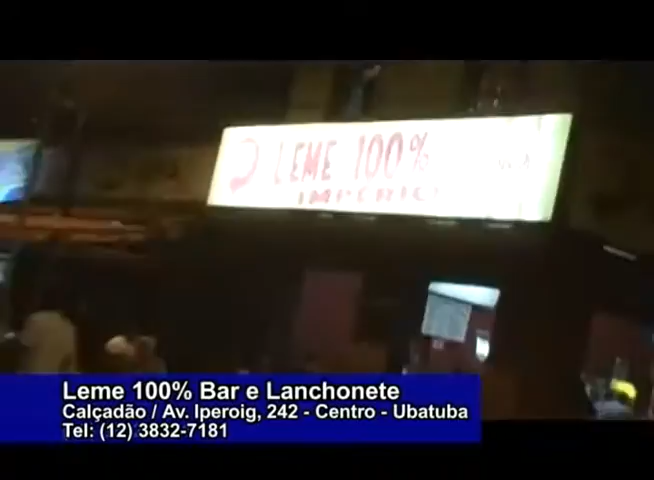 LEME 100%
Leme 100% Bar e Lanchonete
Calçadão / Av. Iperoig, 242 - Centro - Ubatuba
Tel: (12) 3832-7181